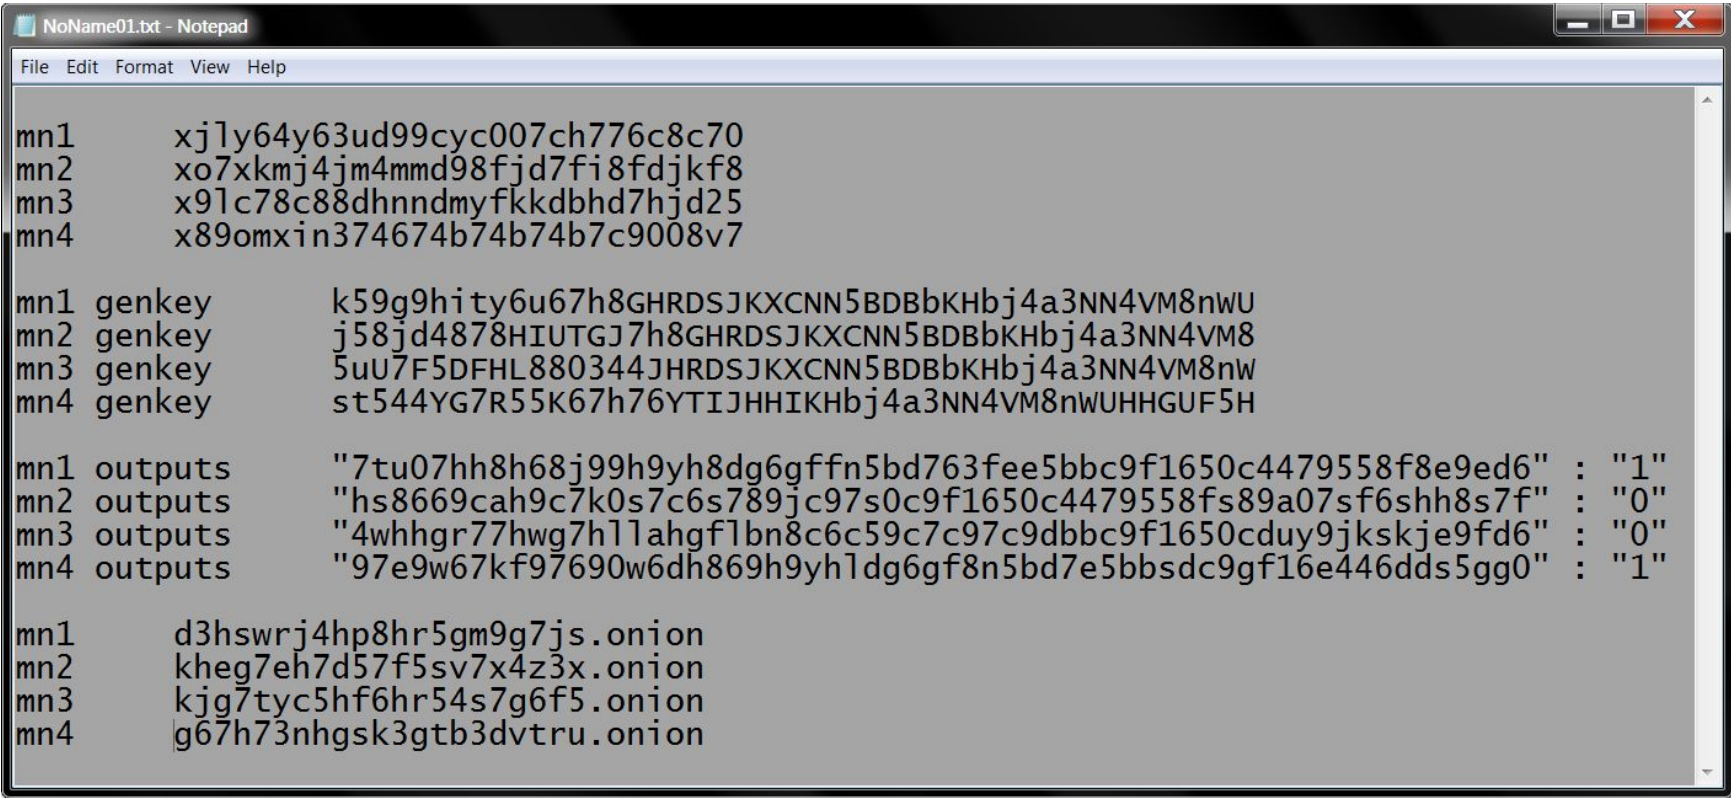 NoName01.txt - Notepad
File Edit Format View Help
mn1 xjly64y63ud99cyc007ch776c8c70
mn2 xo7xkmj4jm4mmd98fjd7fi8fdjkf8
mn3 x9lc78c88dhnndmyfkkdbhd7hjd25
mn4 x89omxin374674b74b74b7c9008v7
mn1 genkey k59g9hity6u67h8GHRDSJKXCNN5BDBbKHbj4a3NN4VM8nWU
mn2 genkey j58jd4878HIUTGJ7h8GHRDSJKXCNN5BDBbKHbj4a3NN4VM8
mn3 genkey 5uU7F5DFHL880344JHRDSJKXCNN5BDBbKHbj4a3NN4VM8nW
mn4 genkey st544YG7R55K67h76YTIJHHIKHbj4a3NN4VM8nWUHHGUF5H
mn1 outputs "7tu07hh8h68j99h9yh8dg6gffn5bd763fee5bbc9f1650c4479558f8e9ed6" : "1"
mn2 outputs "hs8669cah9c7k0s7c6s789jc97s0c9f1650c4479558fs89a07sf6shh8s7f" : "0"
mn3 outputs "4whhgr77hwg7hllahgflbn8c6c59c7c97c9dbbc9f1650cduy9jkskje9fd6" : "0"
mn4 outputs "97e9w67kf97690w6dh869h9yhldg6gf8n5bd7e5bbsdc9gf16e446dds5gg0" : "1"
mn1 d3hswrj4hp8hr5gm9g7js.onion
mn2 kheg7eh7d57f5sv7x4z3x.onion
mn3 kjg7tyc5hf6hr54s7g6f5.onion
mn4 g67h73nhgsk3gtb3dvtru.onion